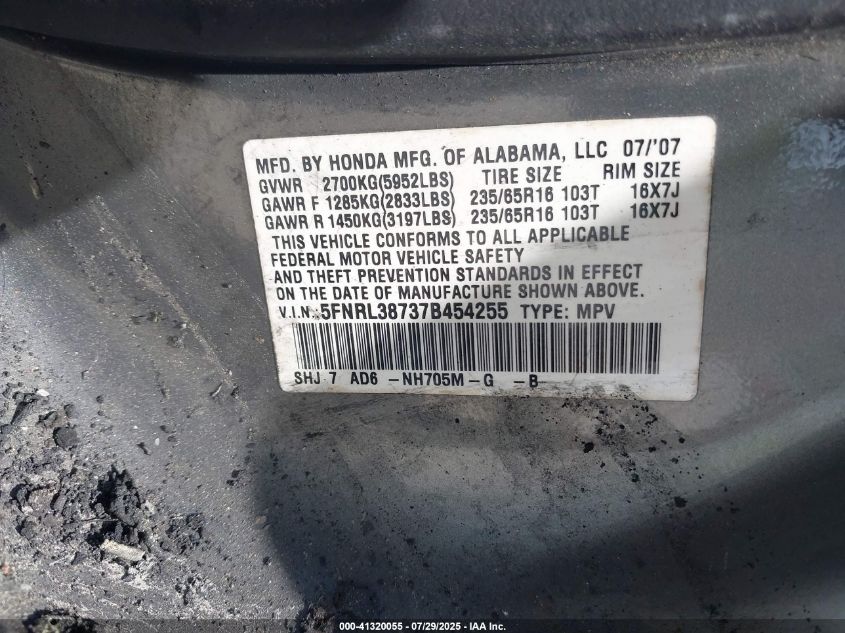 MFD. BY HONDA MFG. OF ALABAMA, LLC 07/'07
GVWR 2700KG(5952LBS) TIRE SIZE RIM SIZE
GAWR F 1285KG(2833LBS) 235/65R16 103T 16X7J
GAWR R 1450KG(3197LBS) 235/65R16 103T 16X7J
THIS VEHICLE CONFORMS TO ALL APPLICABLE
FEDERAL MOTOR VEHICLE SAFETY
AND THEFT PREVENTION STANDARDS IN EFFECT
ON THE DATE OF MANUFACTURE SHOWN ABOVE.
V.I.N.:5FNRL38737B454255 TYPE: MPV
SHJ 7 AD6 -NH705M-G -B
000-41320055 - 07/29/2025 - IAA Inc.